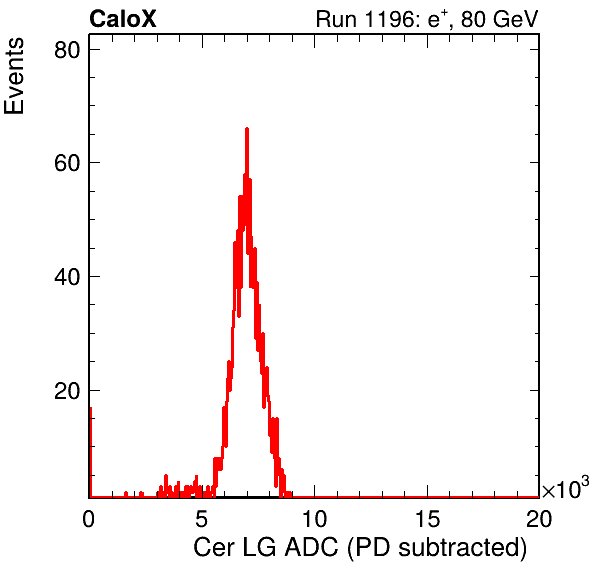 CaloX Run 1196: e⁺, 80 GeV
Events
80
60
40
20
0 5 10 15 20
×10³
Cer LG ADC (PD subtracted)